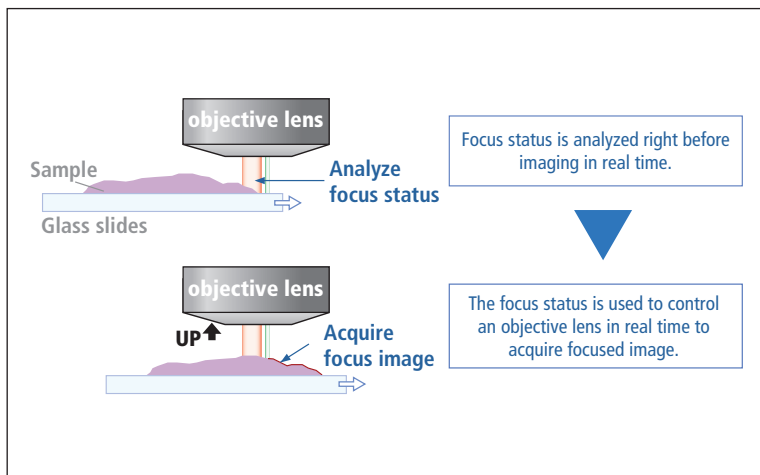 objective lens
Sample
Analyze
focus status
Glass slides
Focus status is analyzed right before
imaging in real time.
objective lens
UP
Acquire
focus image
The focus status is used to control
an objective lens in real time to
acquire focused image.